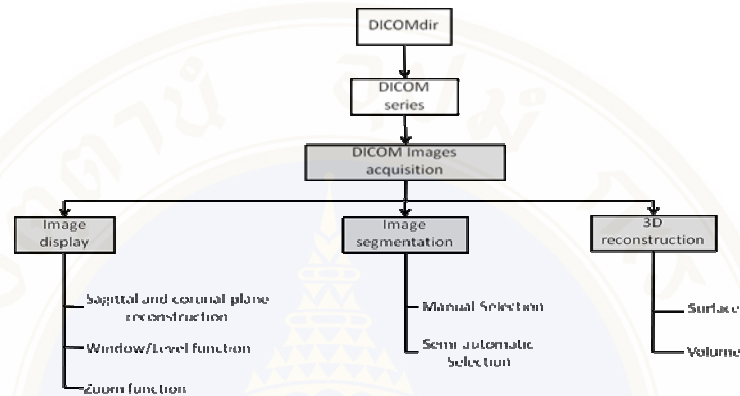 DICOMdir
DICOM
series
DICOM Images
acquisition
Image
display
Image
segmentation
3D
reconstruction
Sagittal and coronal plane
reconstruction
Window/Level function
Zoom function
Manual Selection
Semi automatic
Selection
Surface
Volume